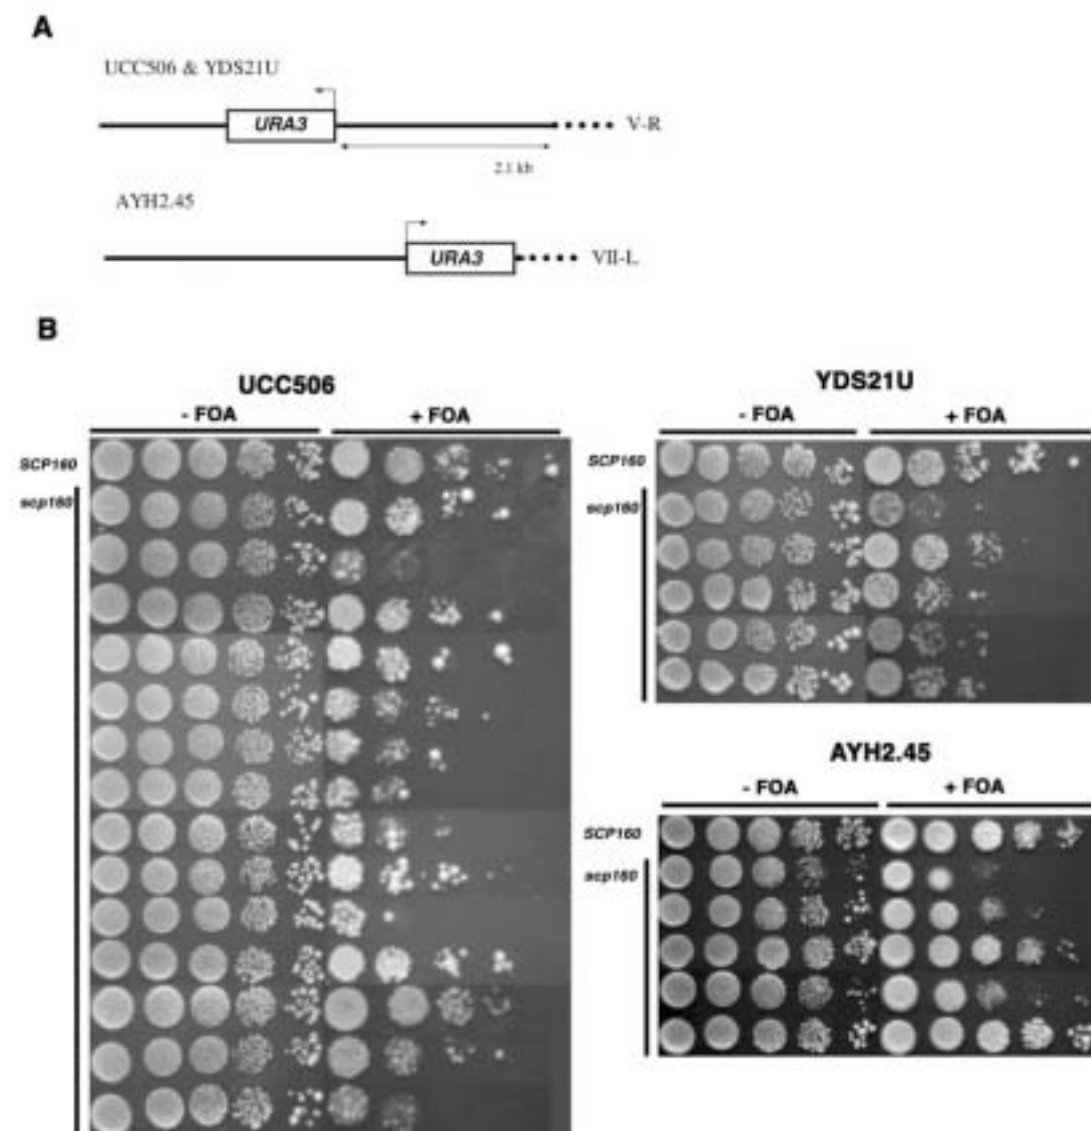 A
UCC506 & YDS21U
URA3
V-R
2.1 kb
AYH2.45
URA3
VII-L
B
UCC506
- FOA + FOA
SCP160
scp160
YDS21U
- FOA + FOA
SCP160
scp160
AYH2.45
- FOA + FOA
SCP160
scp160